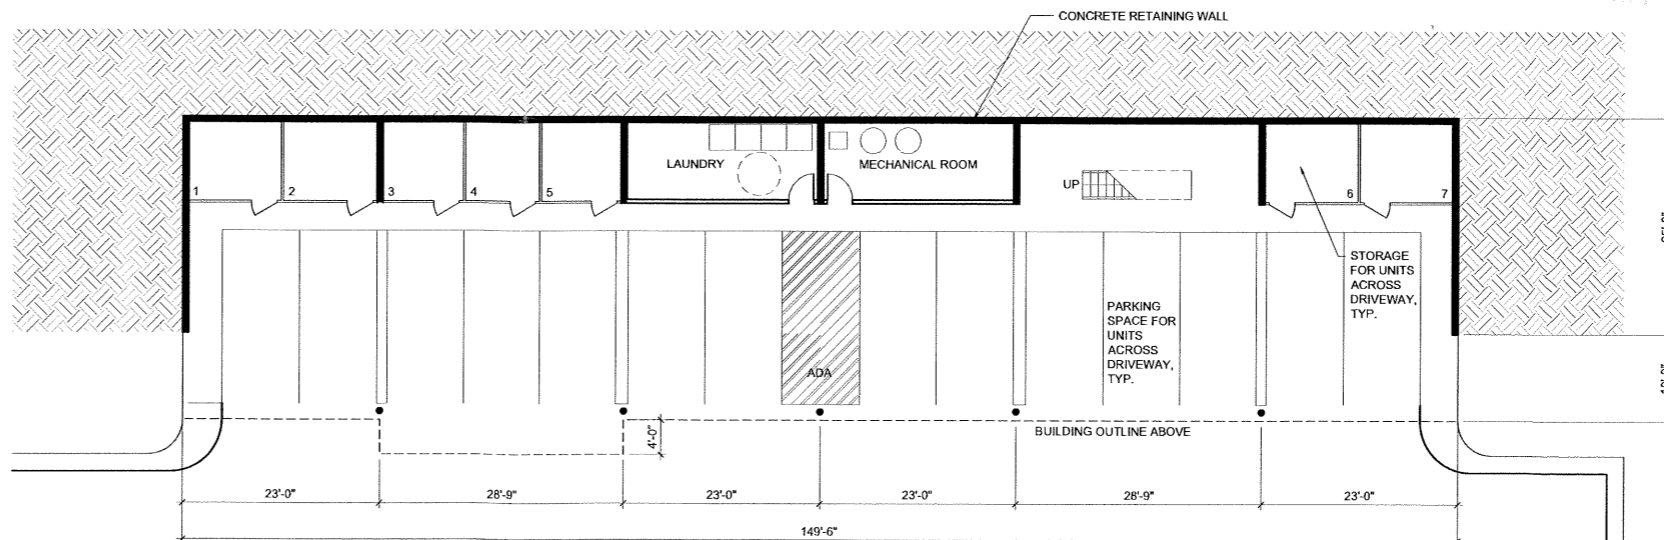 CONCRETE RETAINING WALL
LAUNDRY
MECHANICAL ROOM
UP
1
2
3
4
5
6
7
STORAGE
FOR UNITS
ACROSS
DRIVEWAY,
TYP.
PARKING
SPACE FOR
UNITS
ACROSS
DRIVEWAY,
TYP.
ADA
BUILDING OUTLINE ABOVE
4'-0"
23'-0"
28'-9"
23'-0"
23'-0"
28'-9"
23'-0"
149'-6"